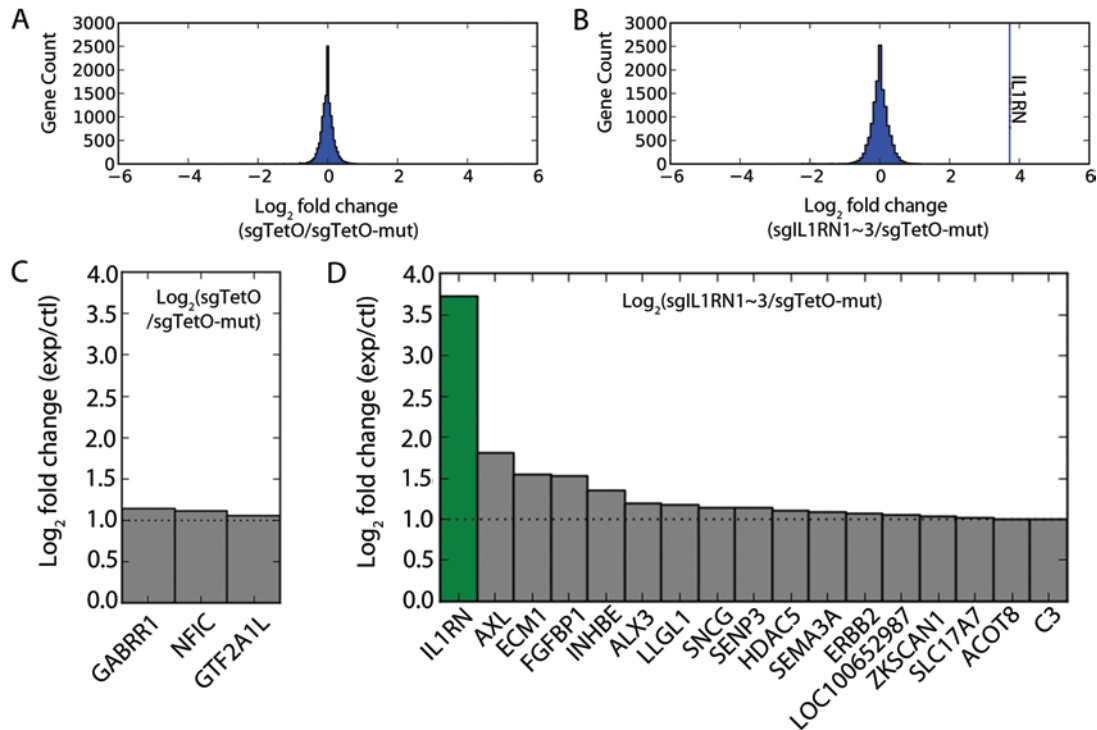 A
3000
2500
2000
1500
1000
500
0
Gene Count
−6
−4
−2
0
2
4
6
Log2 fold change
(sgTetO/sgTetO-mut)
B
3000
2500
2000
1500
1000
500
0
Gene Count
IL1RN
−6
−4
−2
0
2
4
6
Log2 fold change
(sgIL1RN1~3/sgTetO-mut)
C
4.0
3.5
3.0
2.5
2.0
1.5
1.0
0.5
0.0
Log2 fold change (exp/ctl)
Log2(sgTetO
/sgTetO-mut)
GABRR1
NFIC
GTF2A1L
D
4.0
3.5
3.0
2.5
2.0
1.5
1.0
0.5
0.0
Log2 fold change (exp/ctl)
Log2(sgIL1RN1~3/sgTetO-mut)
IL1RN
AXL
ECM1
FGFBP1
INHBE
ALX3
LLGL1
SNCG
SENP3
HDAC5
SEMA3A
ERBB2
LOC100652987
ZKSCAN1
SLC17A7
ACOT8
C3